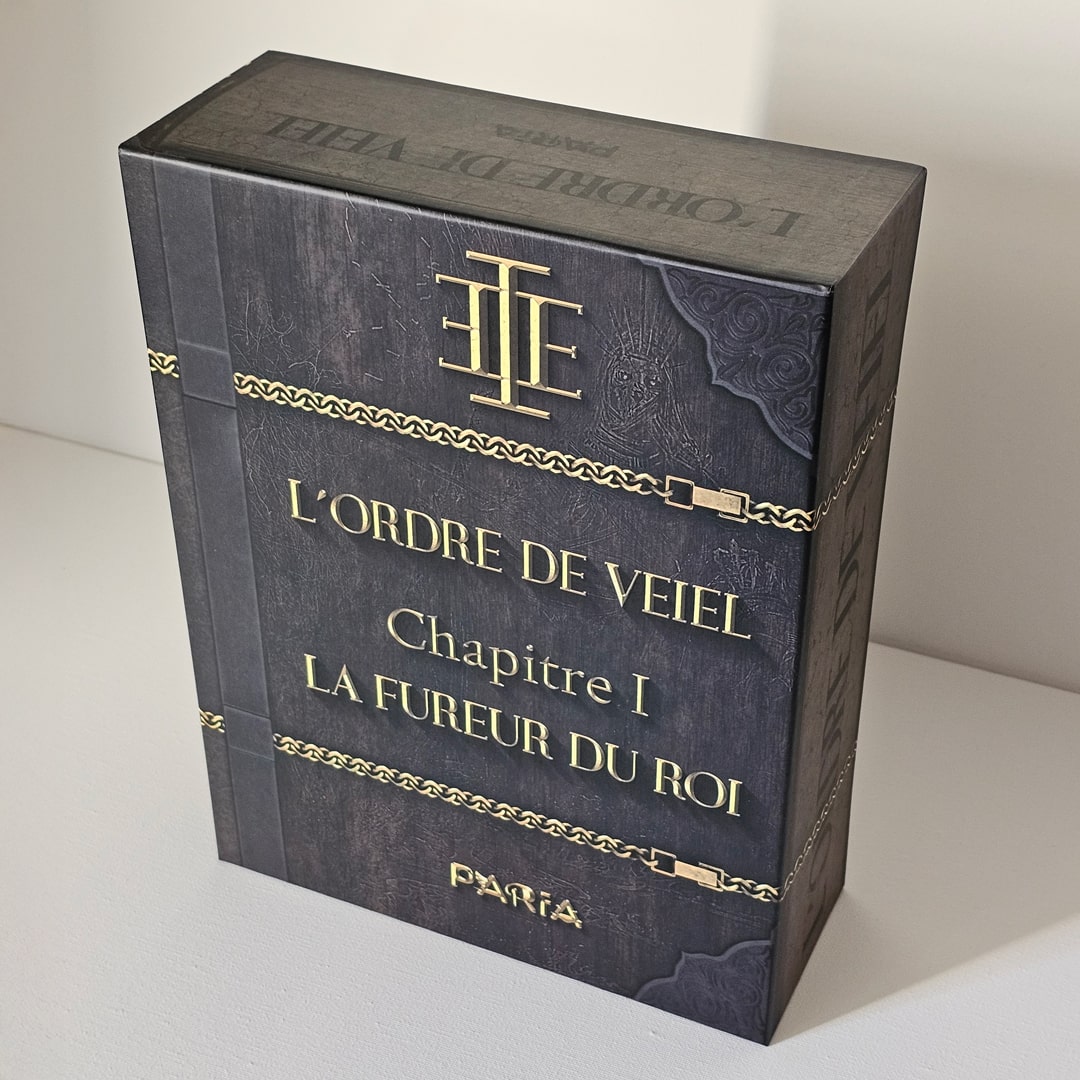 L'ORDRE DE VEIEL
PARIA
L´ORDRE DE VEIEL
Chapitre I
LA FUREUR DU ROI
PARiA
L'ORDRE DE VEIEL